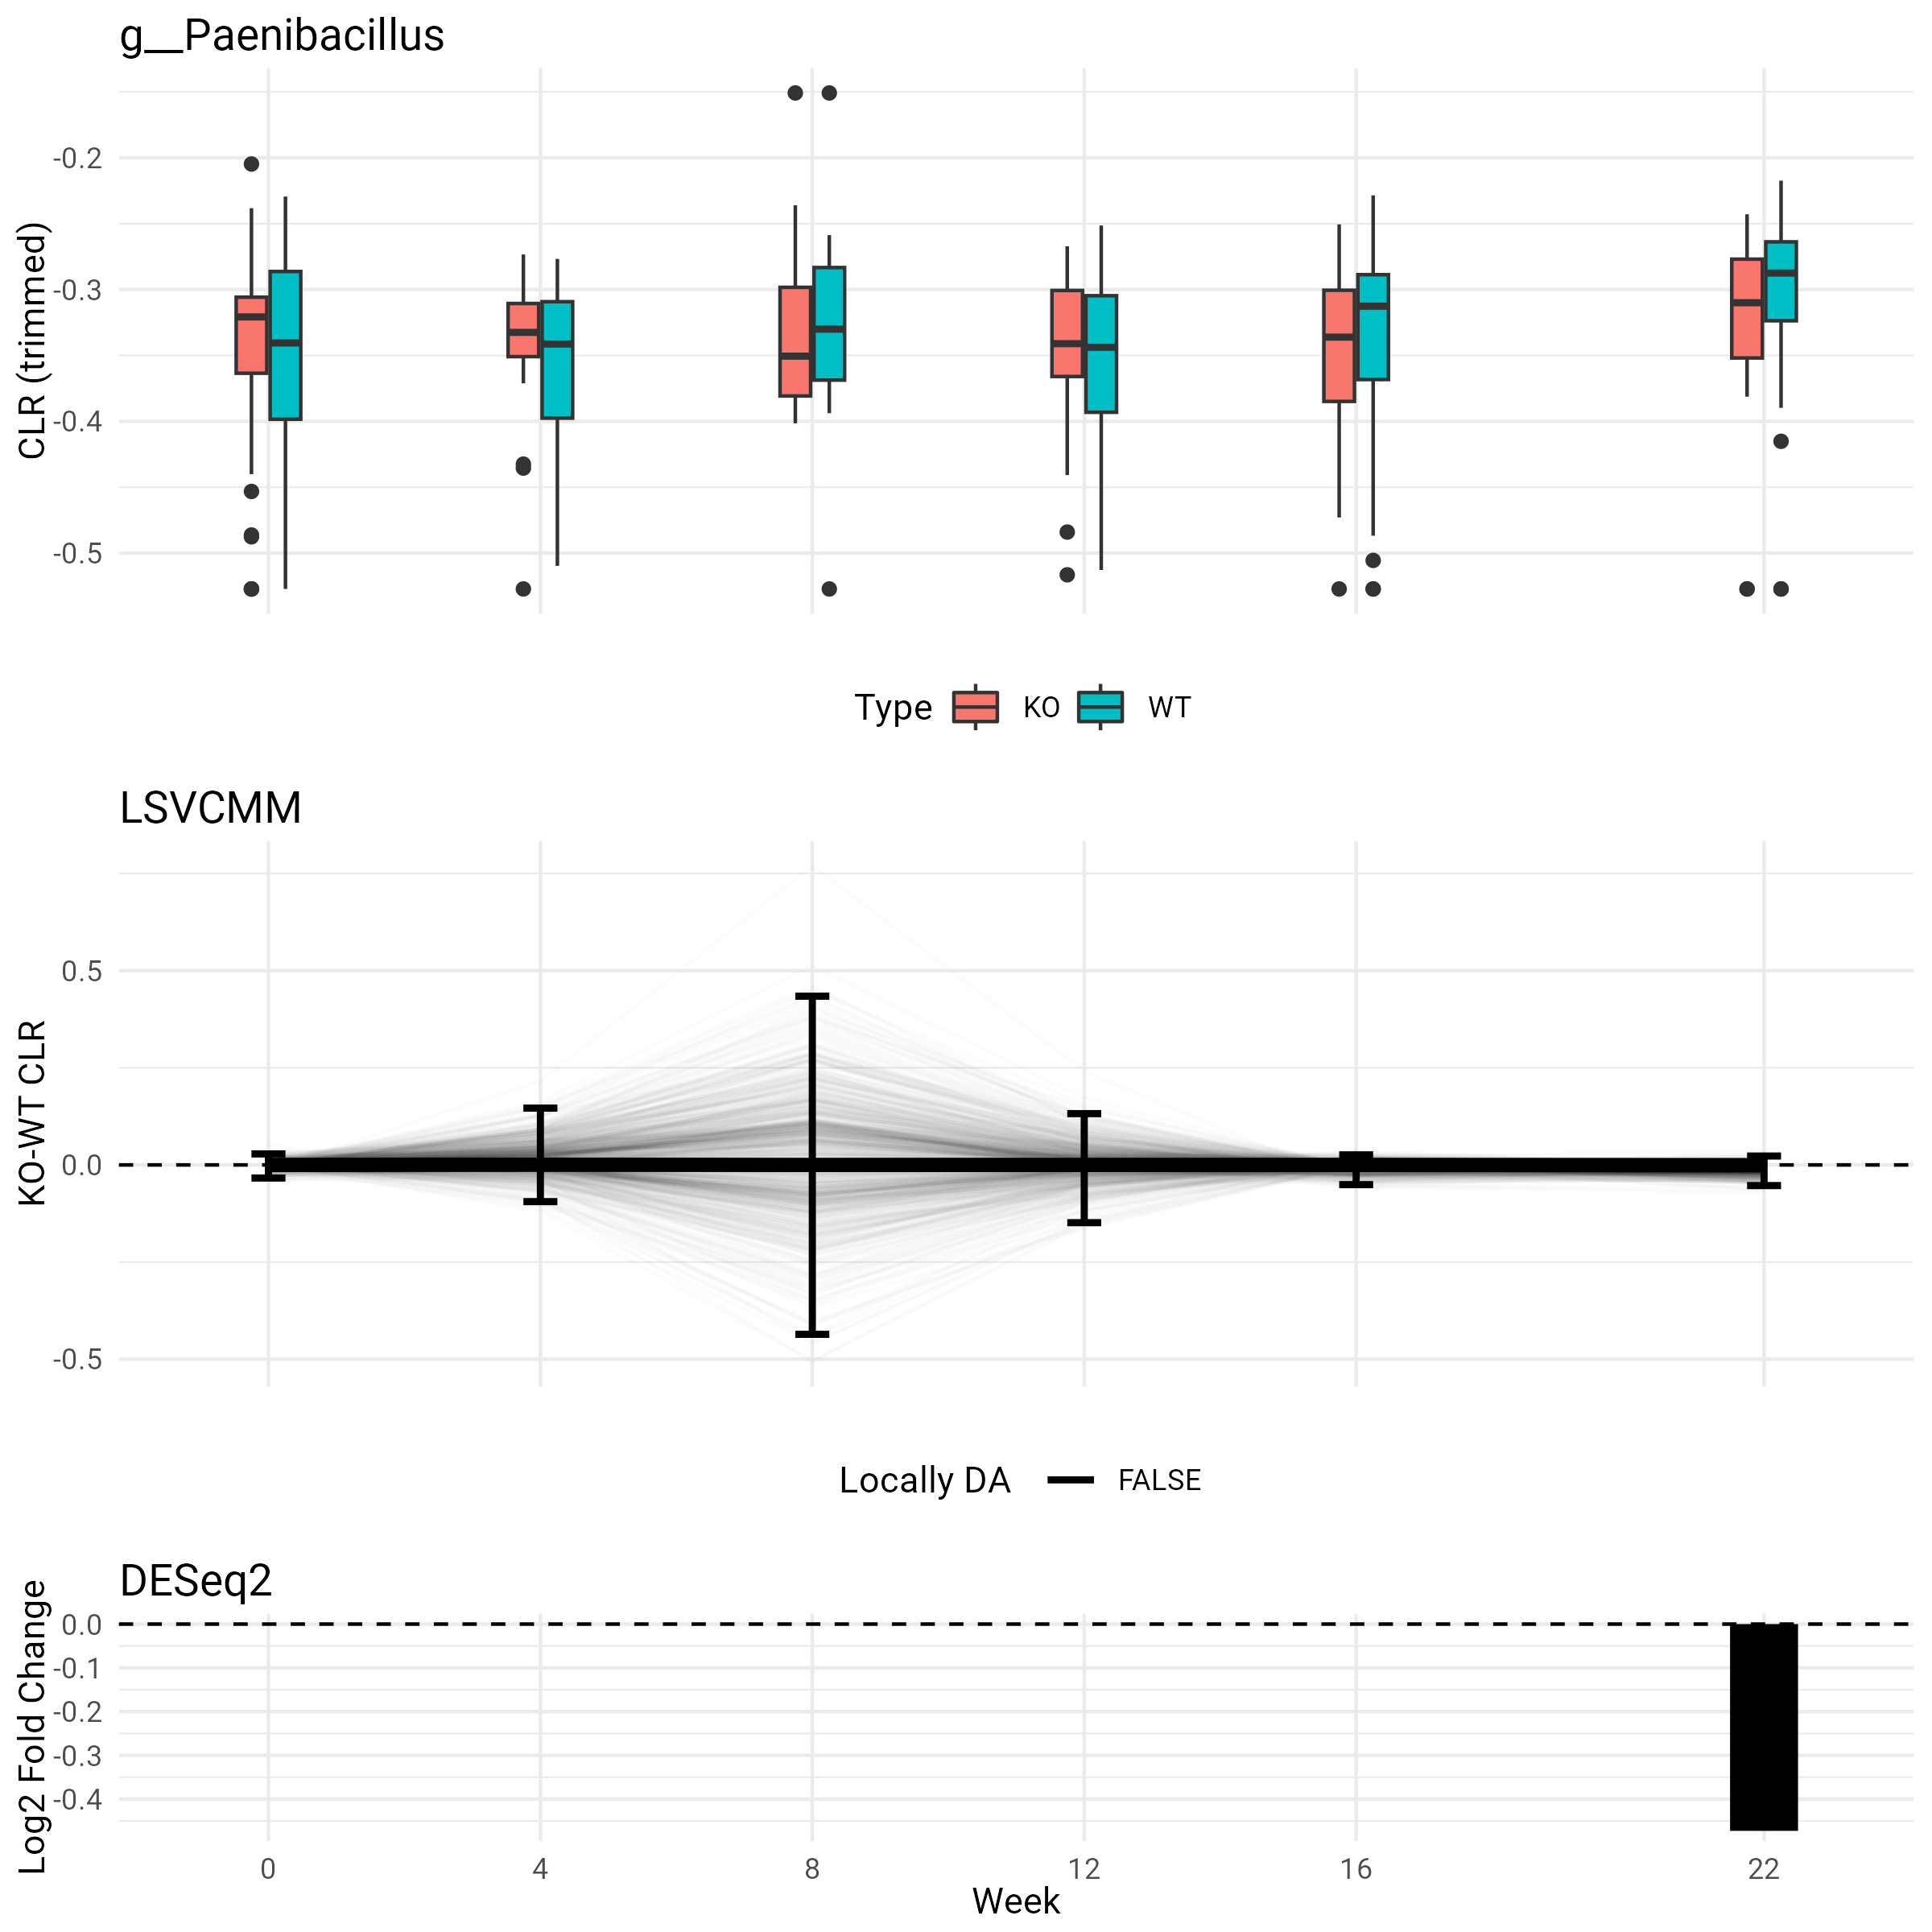 g__Paenibacillus
CLR (trimmed)
-0.2
-0.3
-0.4
-0.5
Type KO WT
LSVCMM
KO-WT CLR
0.5
0.0
-0.5
Locally DA FALSE
DESeq2
Log2 Fold Change
0.0
-0.1
-0.2
-0.3
-0.4
0 4 8 12 16 22
Week